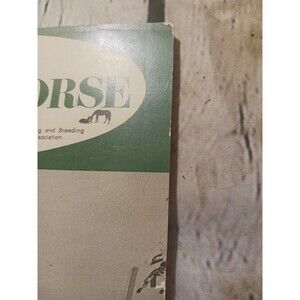 ORSE
g and Breeding
ssociation